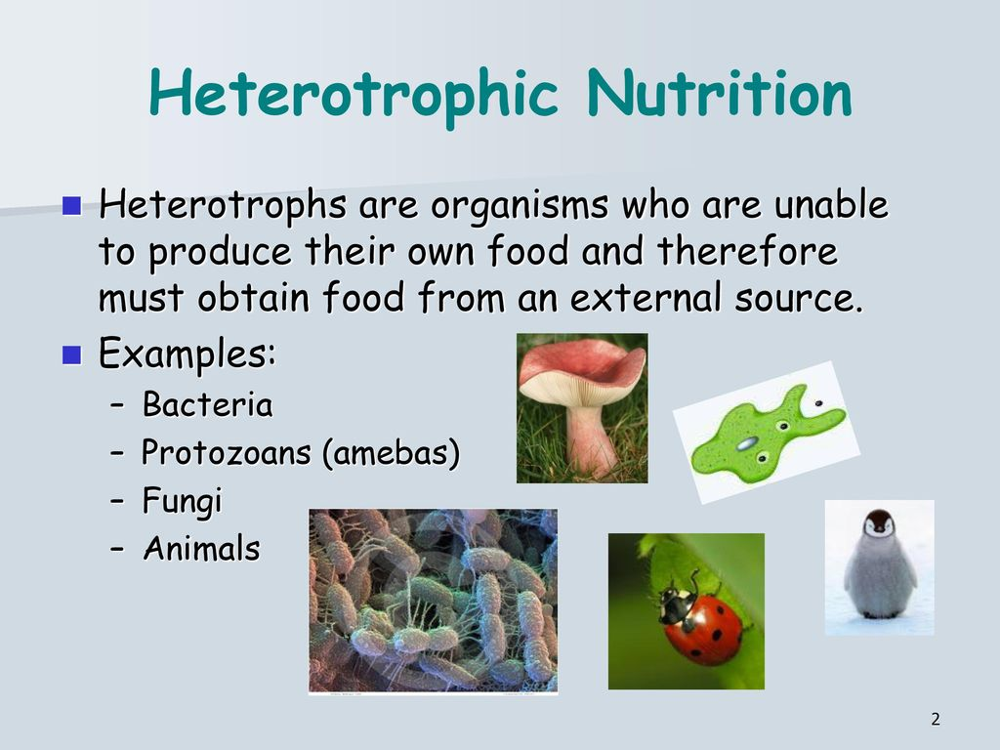 Heterotrophic Nutrition
Heterotrophs are organisms who are unable
to produce their own food and therefore
must obtain food from an external source.
Examples:
– Bacteria
– Protozoans (amebas)
– Fungi
– Animals
2